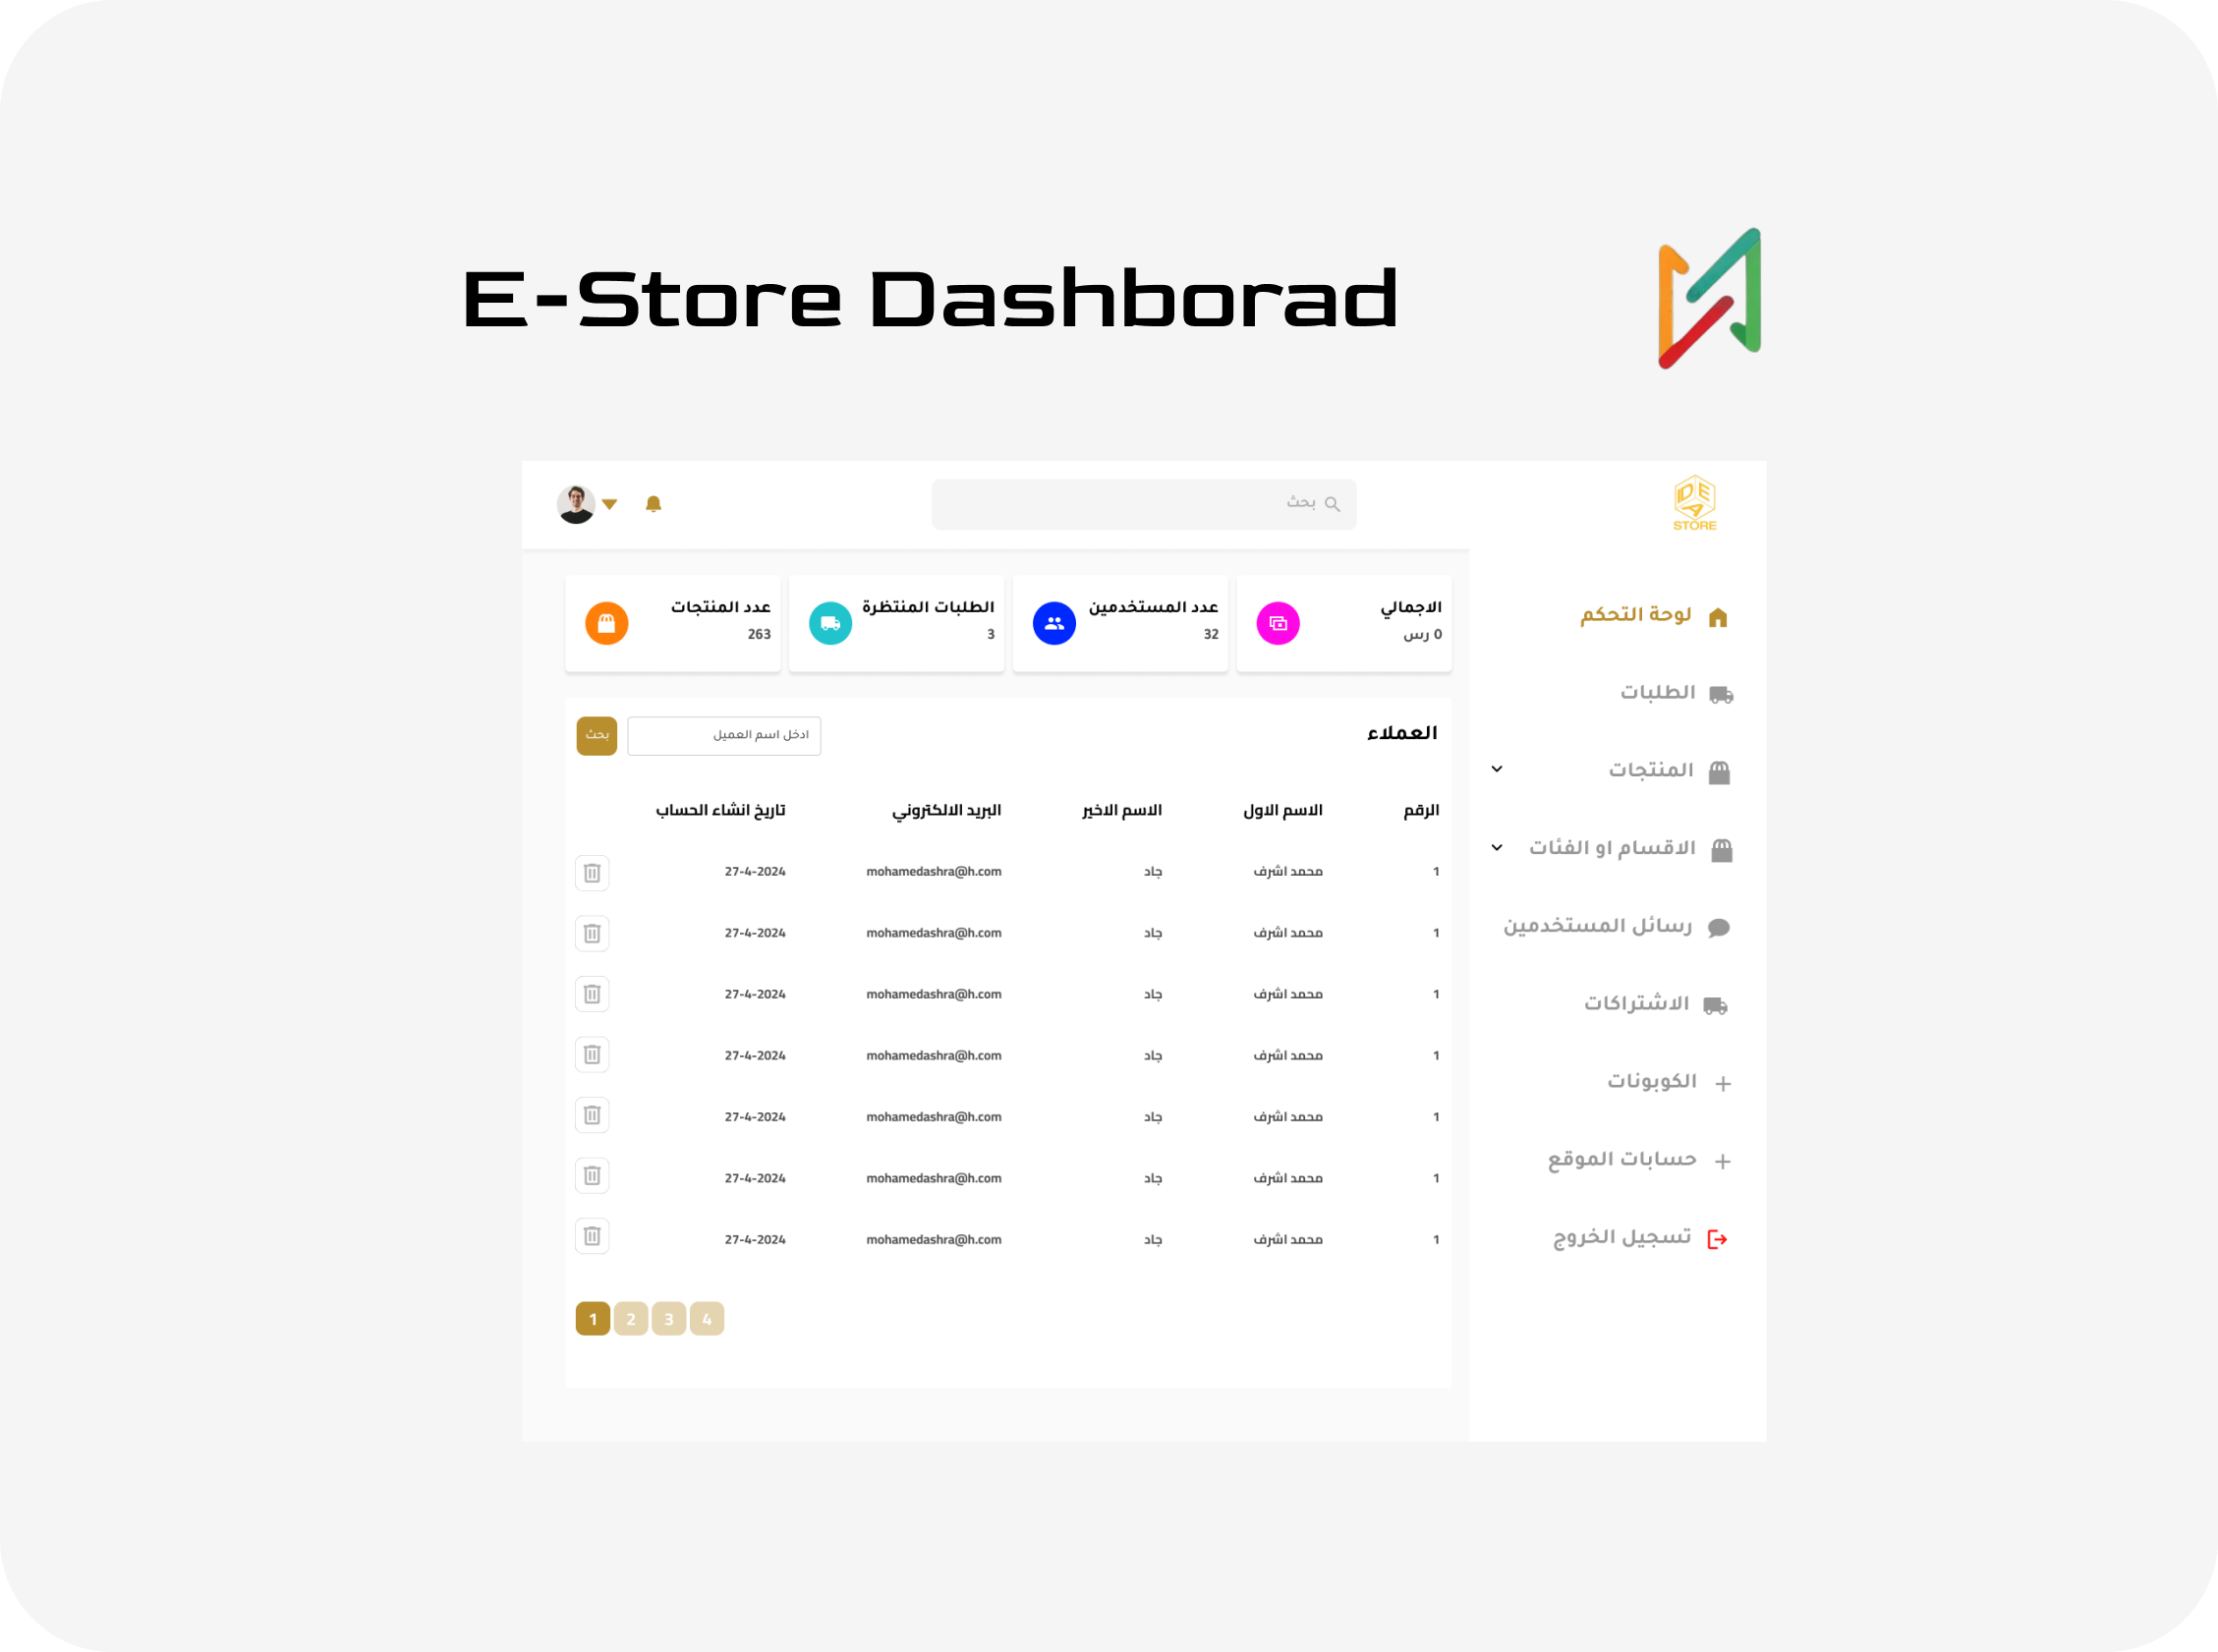 E-Store Dashborad
IDEA
STORE
بحث
لوحة التحكم
الطلبات
المنتجات
الاقسام او الفئات
رسائل المستخدمين
الاشتراكات
الكوبونات
حسابات الموقع
تسجيل الخروج
الاجمالي
0 رس
عدد المستخدمين
32
الطلبات المنتظرة
3
عدد المنتجات
263
العملاء
ادخل اسم العميل
بحث
الرقم الاسم الاول الاسم الاخير البريد الالكتروني تاريخ انشاء الحساب
1 محمد اشرف جاد mohamedashra@h.com 27-4-2024
1 محمد اشرف جاد mohamedashra@h.com 27-4-2024
1 محمد اشرف جاد mohamedashra@h.com 27-4-2024
1 محمد اشرف جاد mohamedashra@h.com 27-4-2024
1 محمد اشرف جاد mohamedashra@h.com 27-4-2024
1 محمد اشرف جاد mohamedashra@h.com 27-4-2024
1 محمد اشرف جاد mohamedashra@h.com 27-4-2024
1 2 3 4